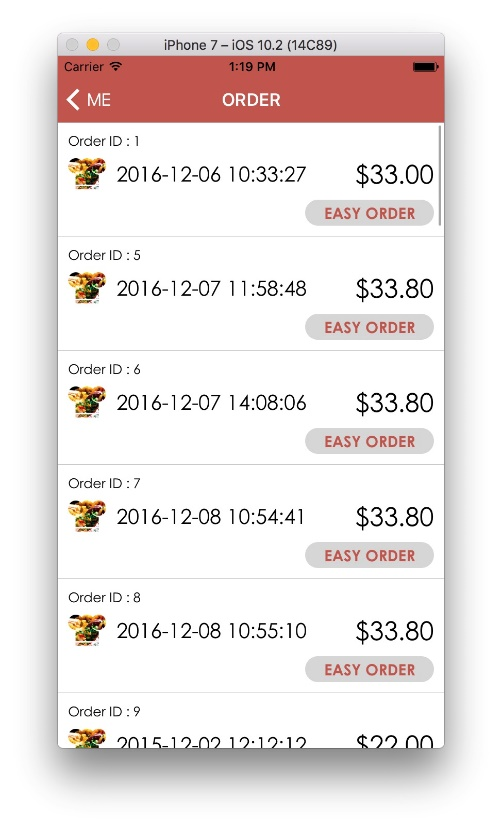 iPhone 7 – iOS 10.2 (14C89)
Carrier 1:19 PM
ME ORDER
Order ID : 1
2016-12-06 10:33:27 $33.00
EASY ORDER
Order ID : 5
2016-12-07 11:58:48 $33.80
EASY ORDER
Order ID : 6
2016-12-07 14:08:06 $33.80
EASY ORDER
Order ID : 7
2016-12-08 10:54:41 $33.80
EASY ORDER
Order ID : 8
2016-12-08 10:55:10 $33.80
EASY ORDER
Order ID : 9
2015-12-02 12:12:12 $22.00